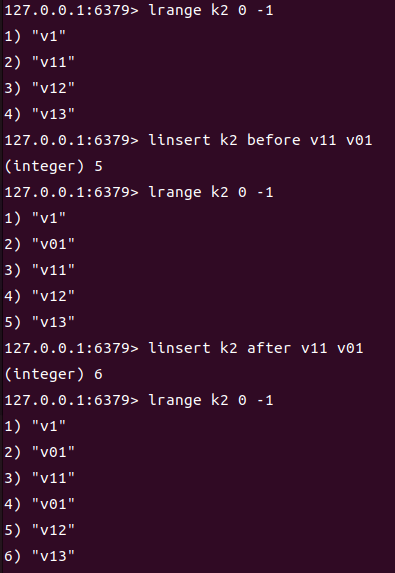 127.0.0.1:6379> lrange k2 0 -1
1) "v1"
2) "v11"
3) "v12"
4) "v13"
127.0.0.1:6379> linsert k2 before v11 v01
(integer) 5
127.0.0.1:6379> lrange k2 0 -1
1) "v1"
2) "v01"
3) "v11"
4) "v12"
5) "v13"
127.0.0.1:6379> linsert k2 after v11 v01
(integer) 6
127.0.0.1:6379> lrange k2 0 -1
1) "v1"
2) "v01"
3) "v11"
4) "v01"
5) "v12"
6) "v13"